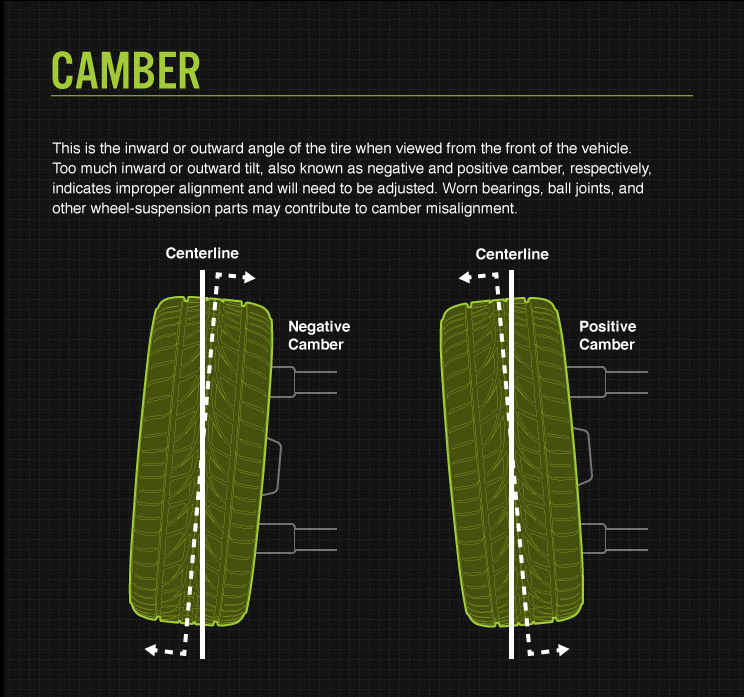 CAMBER
This is the inward or outward angle of the tire when viewed from the front of the vehicle.
Too much inward or outward tilt, also known as negative and positive camber, respectively,
indicates improper alignment and will need to be adjusted. Worn bearings, ball joints, and
other wheel-suspension parts may contribute to camber misalignment.
Centerline
Negative
Camber
Centerline
Positive
Camber